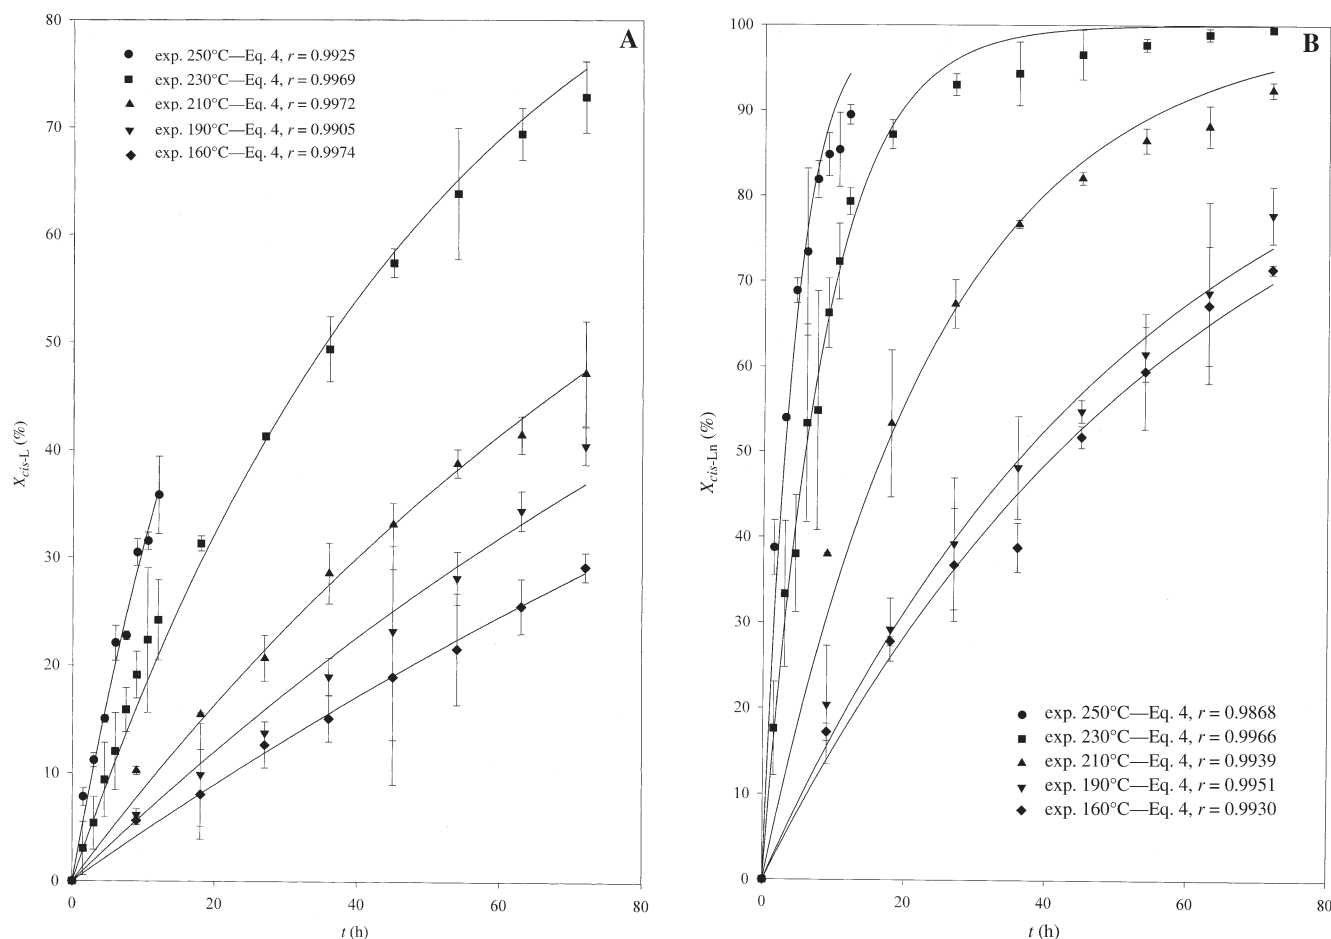 A
exp. 250°C—Eq. 4, r = 0.9925
exp. 230°C—Eq. 4, r = 0.9969
exp. 210°C—Eq. 4, r = 0.9972
exp. 190°C—Eq. 4, r = 0.9905
exp. 160°C—Eq. 4, r = 0.9974
80
70
60
50
40
30
20
10
0
X cis-L (%)
0 20 40 60 80
t (h)
B
100
90
80
70
60
50
40
30
20
10
0
X cis-Ln (%)
exp. 250°C—Eq. 4, r = 0.9868
exp. 230°C—Eq. 4, r = 0.9966
exp. 210°C—Eq. 4, r = 0.9939
exp. 190°C—Eq. 4, r = 0.9951
exp. 160°C—Eq. 4, r = 0.9930
0 20 40 60 80
t (h)